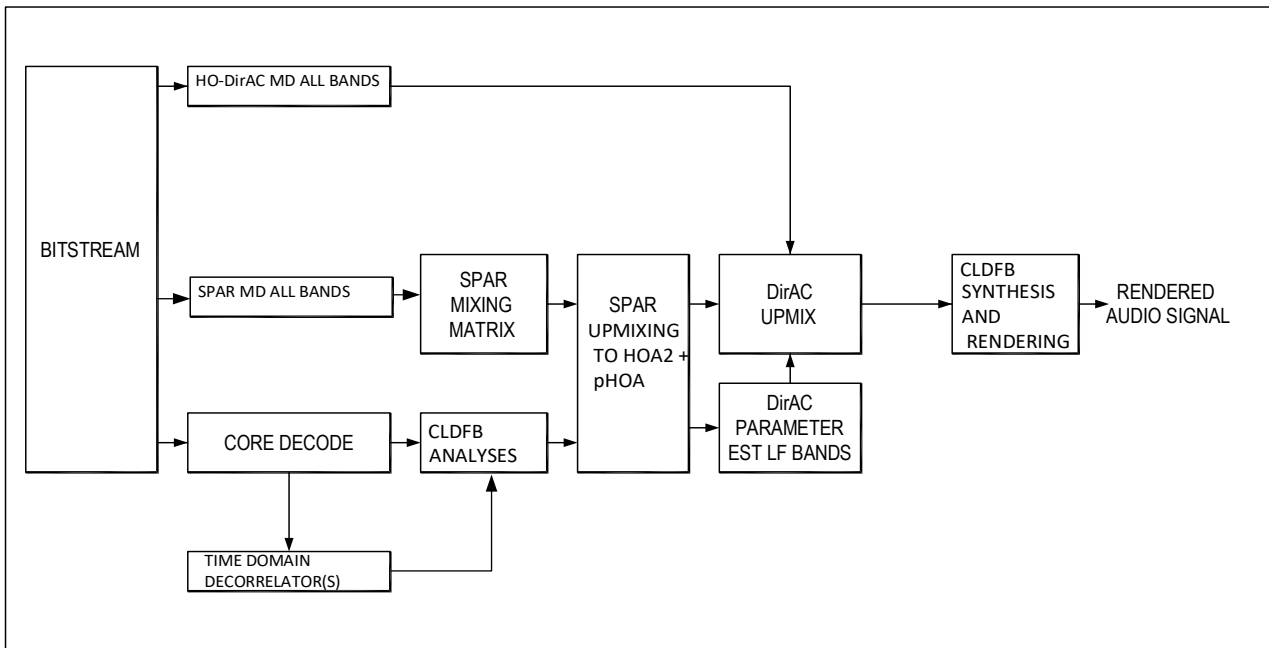 HO-DirAC MD ALL BANDS
BITSTREAM
SPAR MD ALL BANDS
SPAR
MIXING
MATRIX
SPAR
UPMIXING
TO HOA2 +
pHOA
DirAC
UPMIX
CLDFB
SYNTHESIS
AND
RENDERING
RENDERED
AUDIO SIGNAL
CORE DECODE
CLDFB
ANALYSES
DirAC
PARAMETER
EST LF BANDS
TIME DOMAIN
DECORRELATOR(S)